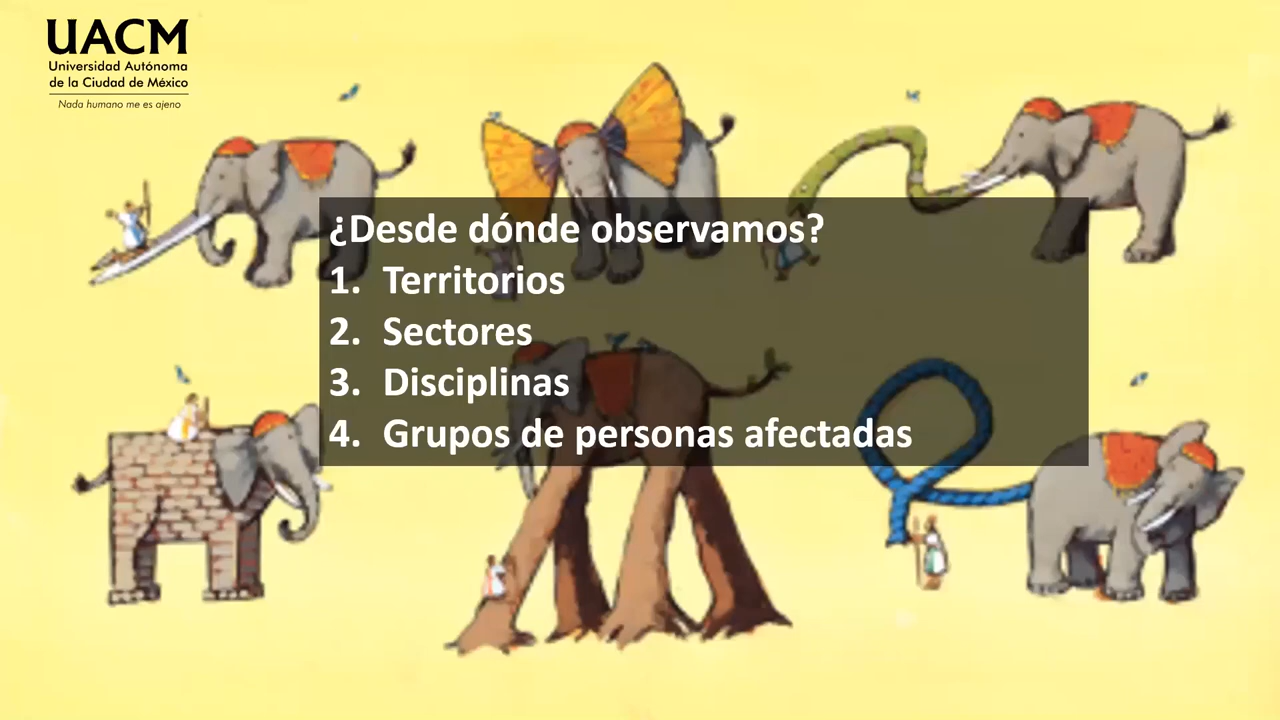 UACM
Universidad Autónoma
de la Ciudad de México
Nada humano me es ajeno
¿Desde dónde observamos?
1. Territorios
2. Sectores
3. Disciplinas
4. Grupos de personas afectadas